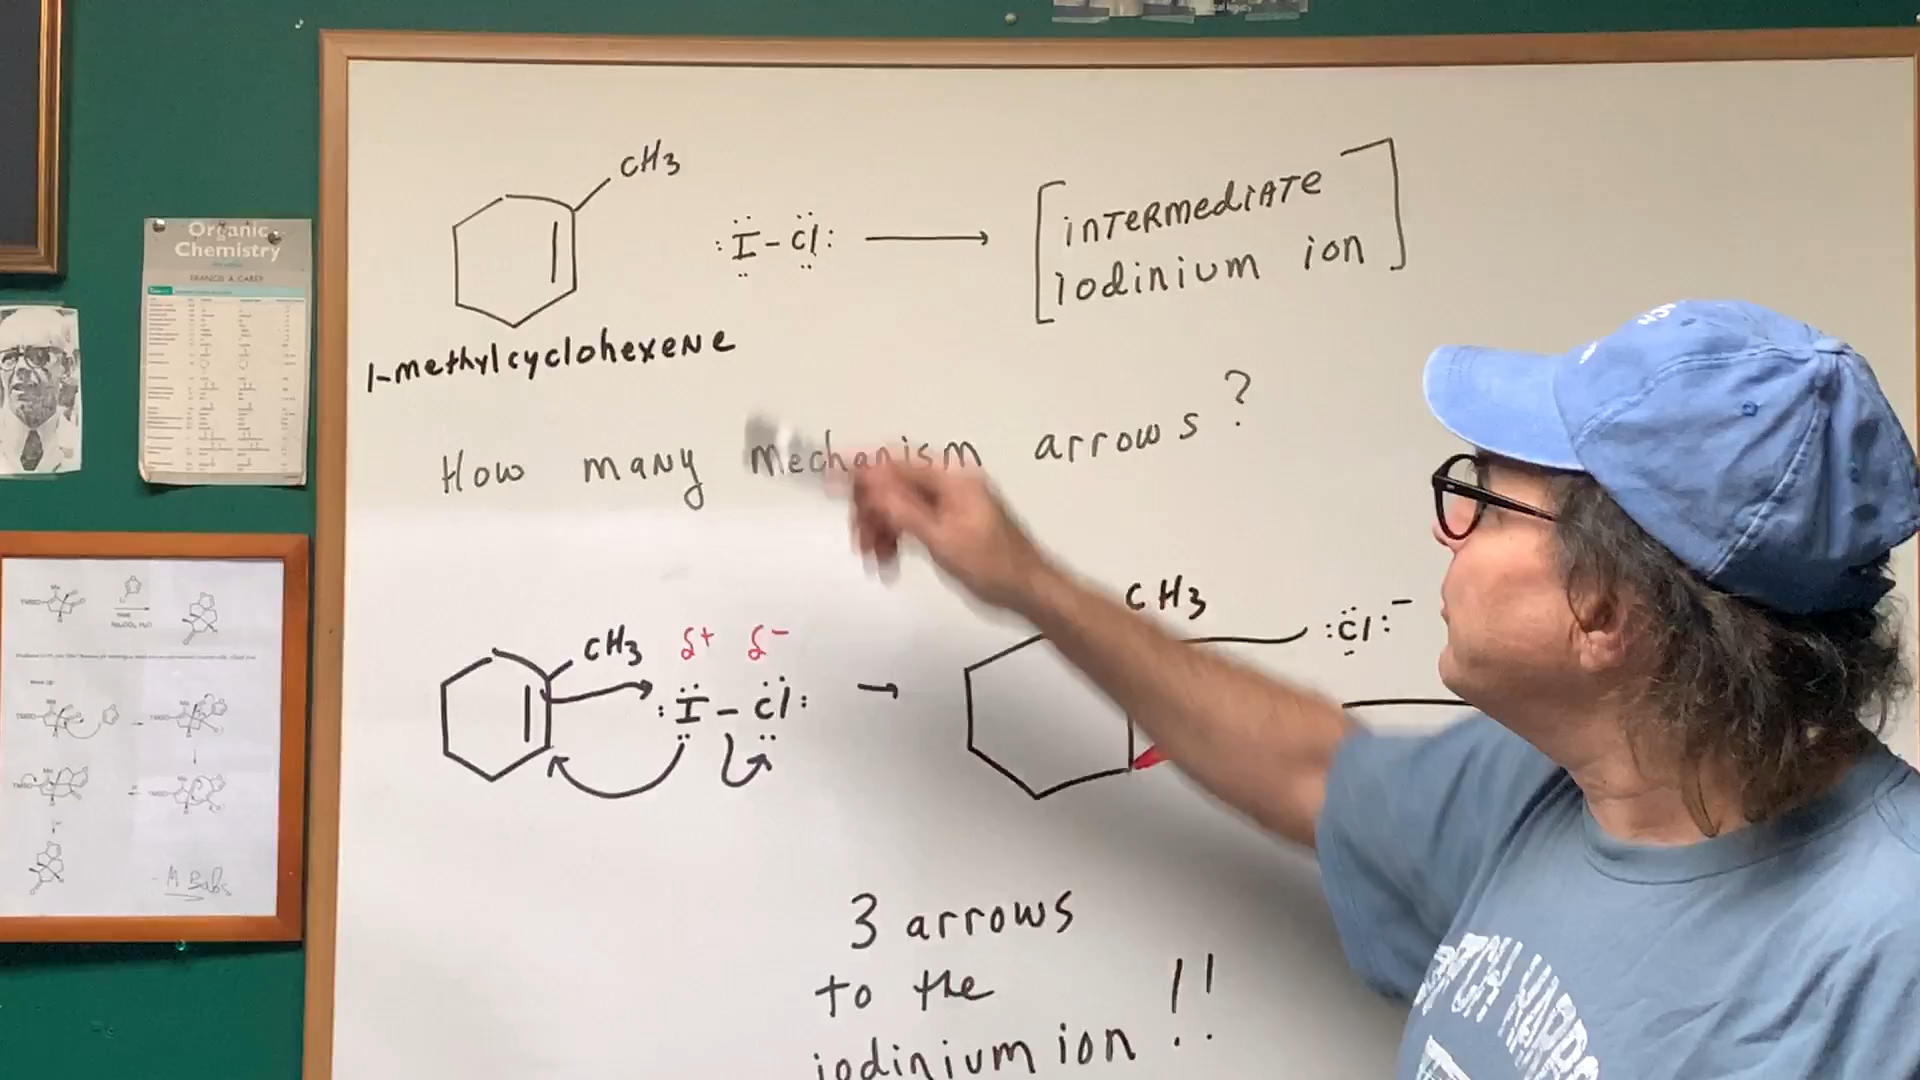 Organic
Chemistry
FRANCIS A. CAREY
CH3
:I-Cl:
[intermediate
iodinium ion]
1-methylcyclohexene
How many mechanism arrows?
CH3 δ+ δ-
:I-Cl:
CH3
:Cl:-
3 arrows
to the
iodinium ion !!
- M Babs